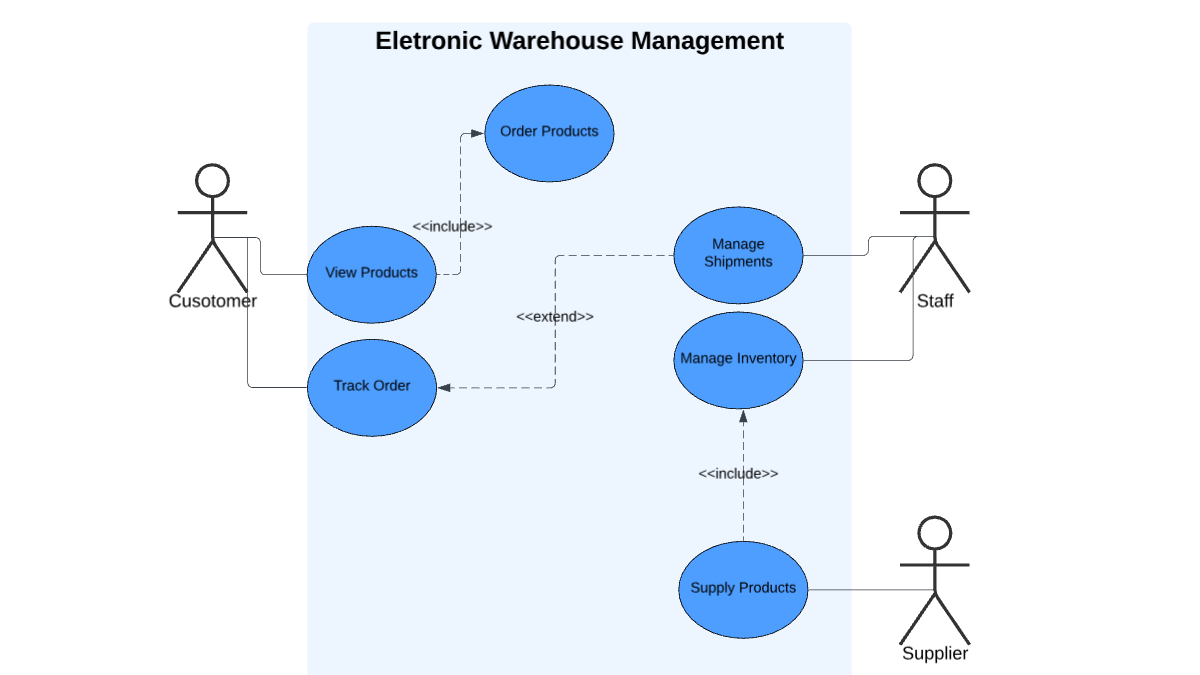 Eletronic Warehouse Management
Order Products
<<include>>
View Products
Cusotomer
Manage
Shipments
Staff
<<extend>>
Manage Inventory
Track Order
<<include>>
Supply Products
Supplier